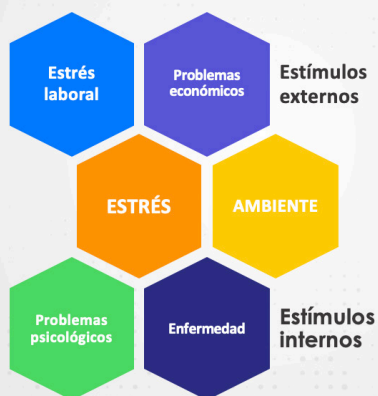 Estrés
laboral
Problemas
económicos
Estímulos
externos
ESTRÉS
AMBIENTE
Problemas
psicológicos
Enfermedad
Estímulos
internos